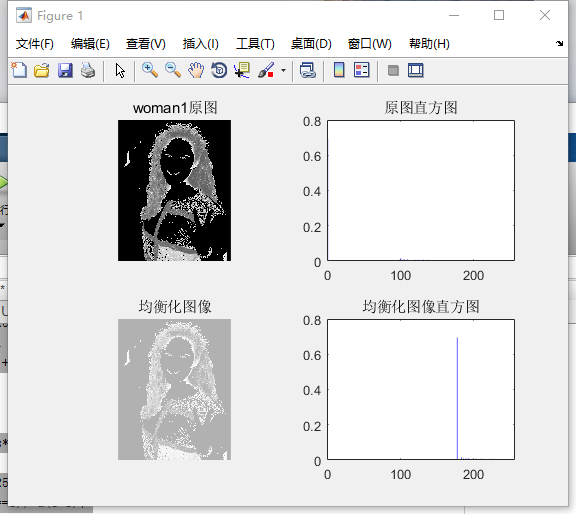 Figure 1
文件(F) 编辑(E) 查看(V) 插入(I) 工具(T) 桌面(D) 窗口(W) 帮助(H)
woman1原图
原图直方图
0.8
0.6
0.4
0.2
0
0 100 200
均衡化图像
均衡化图像直方图
0.8
0.6
0.4
0.2
0
0 100 200